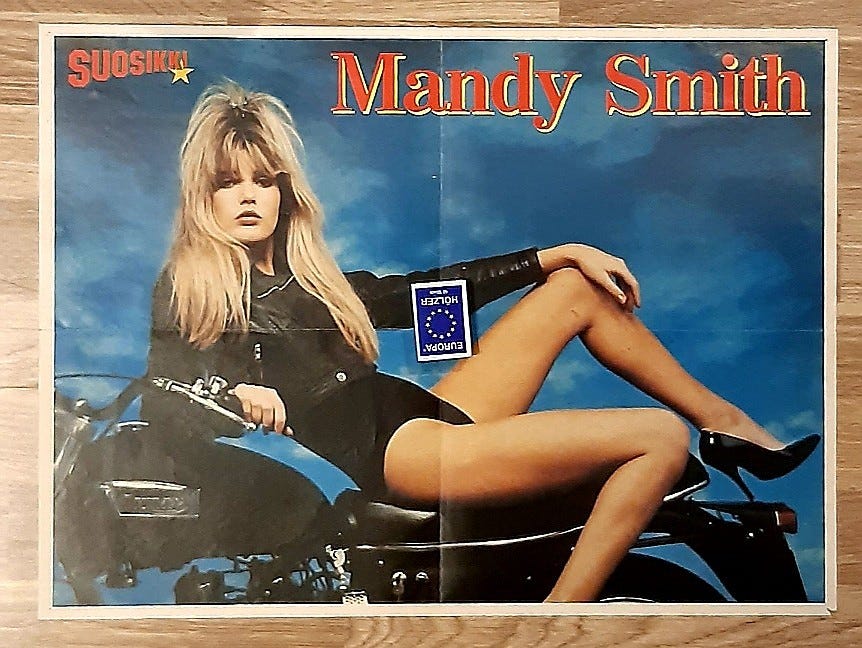 SUOSIKKI
Mandy Smith
EUROPA®
HÖLZER